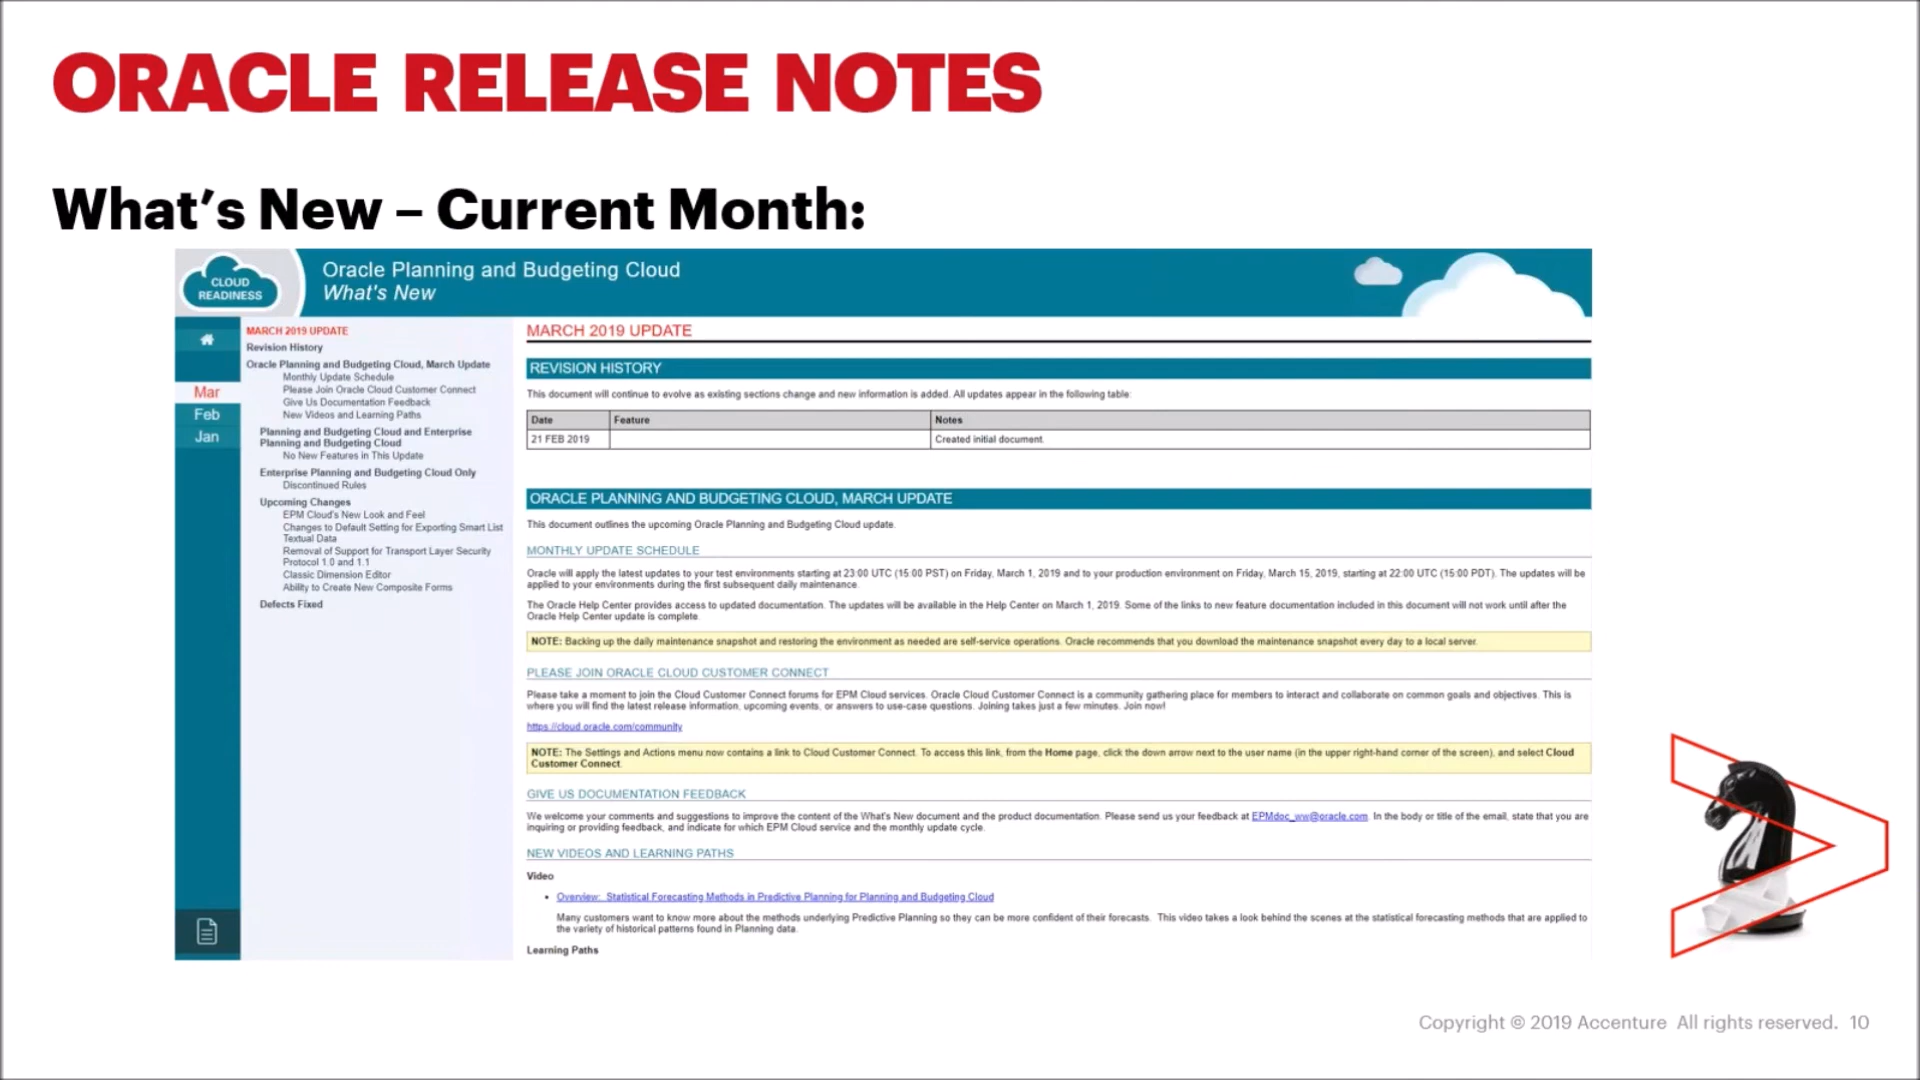 ORACLE RELEASE NOTES
What's New – Current Month:
CLOUD
READINESS
Oracle Planning and Budgeting Cloud
What's New
Mar
Feb
Jan
MARCH 2019 UPDATE
Revision History
Oracle Planning and Budgeting Cloud, March Update
Monthly Update Schedule
Please Join Oracle Cloud Customer Connect
Give Us Documentation Feedback
New Videos and Learning Paths
Planning and Budgeting Cloud and Enterprise
Planning and Budgeting Cloud
No New Features in This Update
Enterprise Planning and Budgeting Cloud Only
Discontinued Rules
Upcoming Changes
EPM Cloud's New Look and Feel
Changes to Default Setting for Exporting Smart List
Textual Data
Removal of Support for Transport Layer Security
Protocol 1.0 and 1.1
Classic Dimension Editor
Ability to Create New Composite Forms
Defects Fixed
MARCH 2019 UPDATE
REVISION HISTORY
This document will continue to evolve as existing sections change and new information is added. All updates appear in the following table:
Date Feature Notes
21 FEB 2019 Created initial document.
ORACLE PLANNING AND BUDGETING CLOUD, MARCH UPDATE
This document outlines the upcoming Oracle Planning and Budgeting Cloud update.
MONTHLY UPDATE SCHEDULE
Oracle will apply the latest updates to your test environments starting at 23:00 UTC (15:00 PST) on Friday, March 1, 2019 and to your production environment on Friday, March 15, 2019, starting at 22:00 UTC (15:00 PDT). The updates will be
applied to your environments during the first subsequent daily maintenance.
The Oracle Help Center provides access to updated documentation. The updates will be available in the Help Center on March 1, 2019. Some of the links to new feature documentation included in this document will not work until after the
Oracle Help Center update is complete.
NOTE: Backing up the daily maintenance snapshot and restoring the environment as needed are self-service operations. Oracle recommends that you download the maintenance snapshot every day to a local server.
PLEASE JOIN ORACLE CLOUD CUSTOMER CONNECT
Please take a moment to join the Cloud Customer Connect forums for EPM Cloud services. Oracle Cloud Customer Connect is a community gathering place for members to interact and collaborate on common goals and objectives. This is
where you will find the latest release information, upcoming events, or answers to use-case questions. Joining takes just a few minutes. Join now!
https://cloud.oracle.com/community
NOTE: The Settings and Actions menu now contains a link to Cloud Customer Connect. To access this link, from the Home page, click the down arrow next to the user name (in the upper right-hand corner of the screen), and select Cloud
Customer Connect.
GIVE US DOCUMENTATION FEEDBACK
We welcome your comments and suggestions to improve the content of the What's New document and the product documentation. Please send us your feedback at EPMdoc_ww@oracle.com. In the body or title of the email, state that you are
inquiring or providing feedback, and indicate for which EPM Cloud service and the monthly update cycle.
NEW VIDEOS AND LEARNING PATHS
Video
• Overview: Statistical Forecasting Methods in Predictive Planning for Planning and Budgeting Cloud
Many customers want to know more about the methods underlying Predictive Planning so they can be more confident of their forecasts. This video takes a look behind the scenes at the statistical forecasting methods that are applied to
the variety of historical patterns found in Planning data.
Learning Paths
Copyright © 2019 Accenture All rights reserved. 10